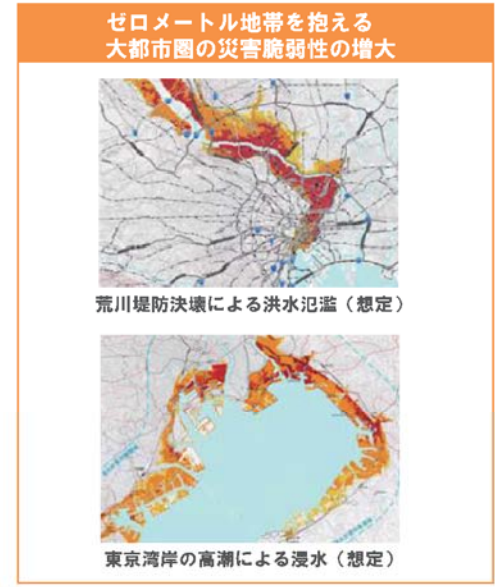 ゼロメートル地帯を抱える
大都市圏の災害脆弱性の増大
荒川堤防決壊による洪水氾濫（想定）
東京湾岸の高潮による浸水（想定）